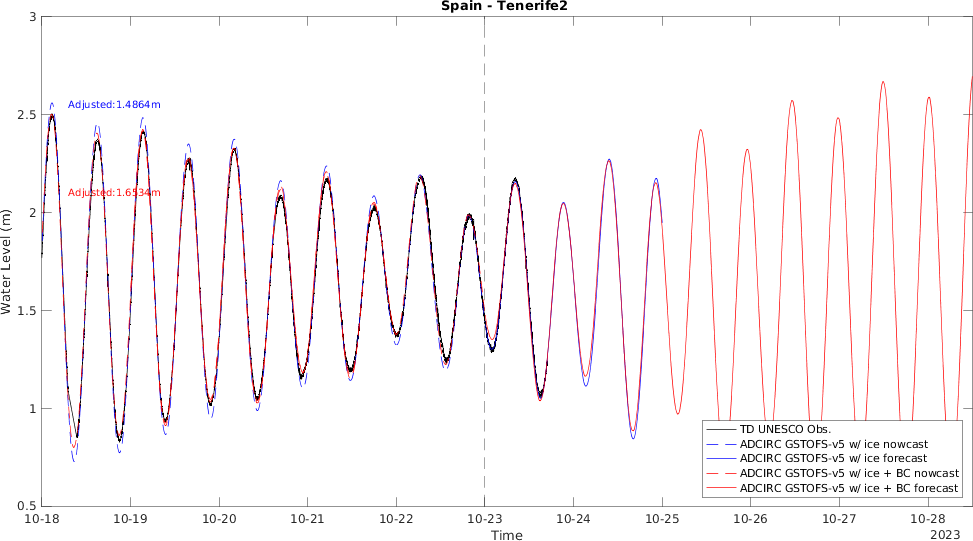 Spain - Tenerife2
3
2.5
2
1.5
1
0.5
Water Level (m)
Adjusted:1.4864m
Adjusted:1.6534m
TD UNESCO Obs.
ADCIRC GSTOFS-v5 w/ ice nowcast
ADCIRC GSTOFS-v5 w/ ice forecast
ADCIRC GSTOFS-v5 w/ ice + BC nowcast
ADCIRC GSTOFS-v5 w/ ice + BC forecast
10-18 10-19 10-20 10-21 10-22 10-23 10-24 10-25 10-26 10-27 10-28
2023
Time